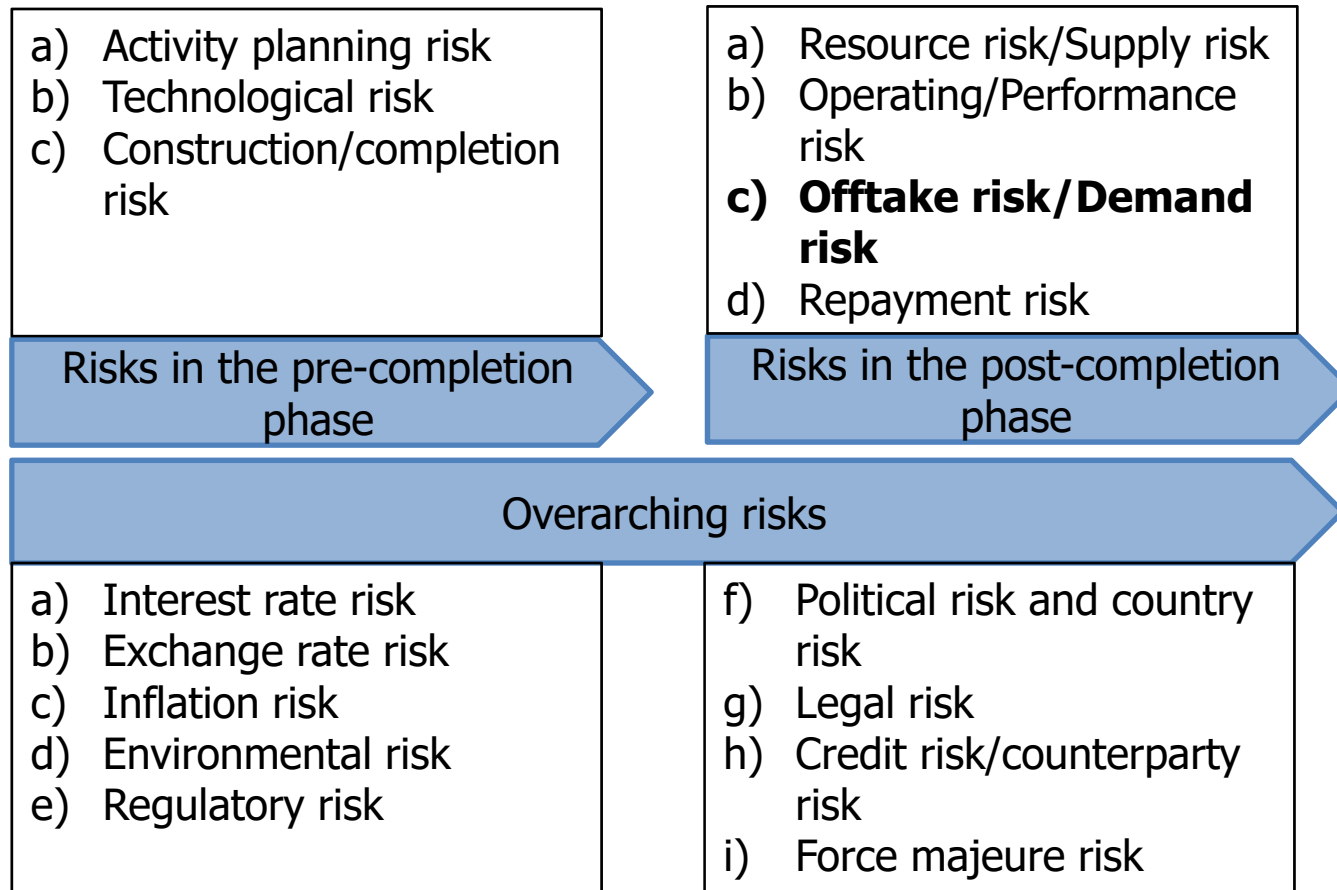 a) Activity planning risk
b) Technological risk
c) Construction/completion
risk
a) Resource risk/Supply risk
b) Operating/Performance
risk
c) Offtake risk/Demand
risk
d) Repayment risk
Risks in the pre-completion
phase
Risks in the post-completion
phase
Overarching risks
a) Interest rate risk
b) Exchange rate risk
c) Inflation risk
d) Environmental risk
e) Regulatory risk
f) Political risk and country
risk
g) Legal risk
h) Credit risk/counterparty
risk
i) Force majeure risk